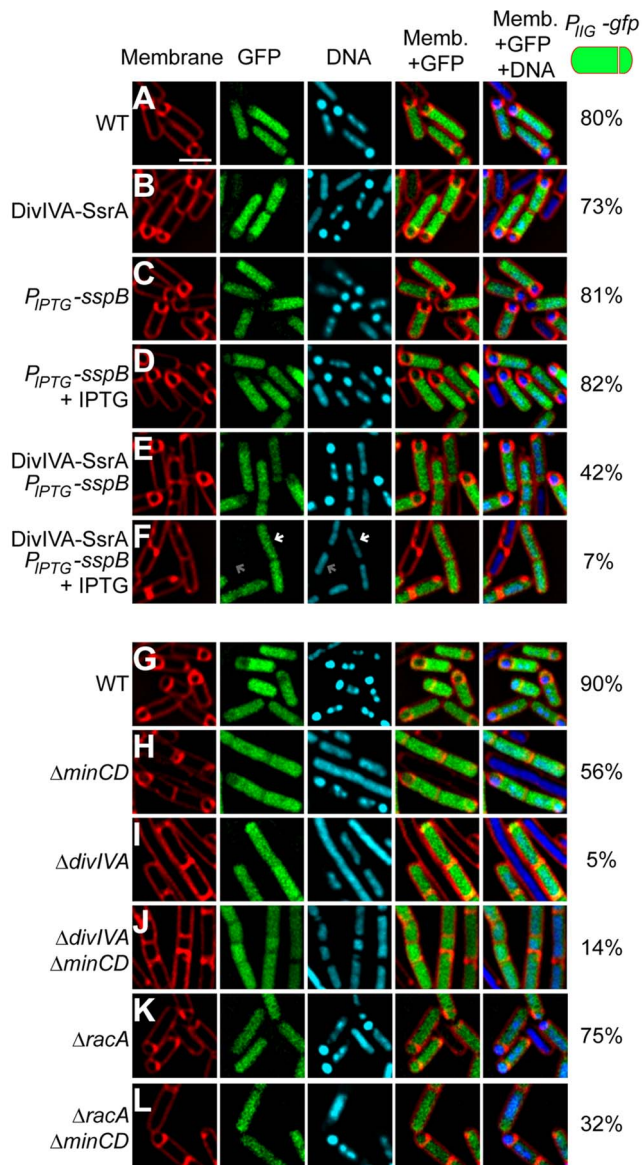 Membrane GFP DNA Memb. +GFP Memb. +GFP +DNA P_IIG -gfp
A WT 80%
B DivIVA-SsrA 73%
C P_IPTG-sspB 81%
D P_IPTG-sspB + IPTG 82%
E DivIVA-SsrA P_IPTG-sspB 42%
F DivIVA-SsrA P_IPTG-sspB + IPTG 7%
G WT 90%
H ΔminCD 56%
I ΔdivIVA 5%
J ΔdivIVA ΔminCD 14%
K ΔracA 75%
L ΔracA ΔminCD 32%